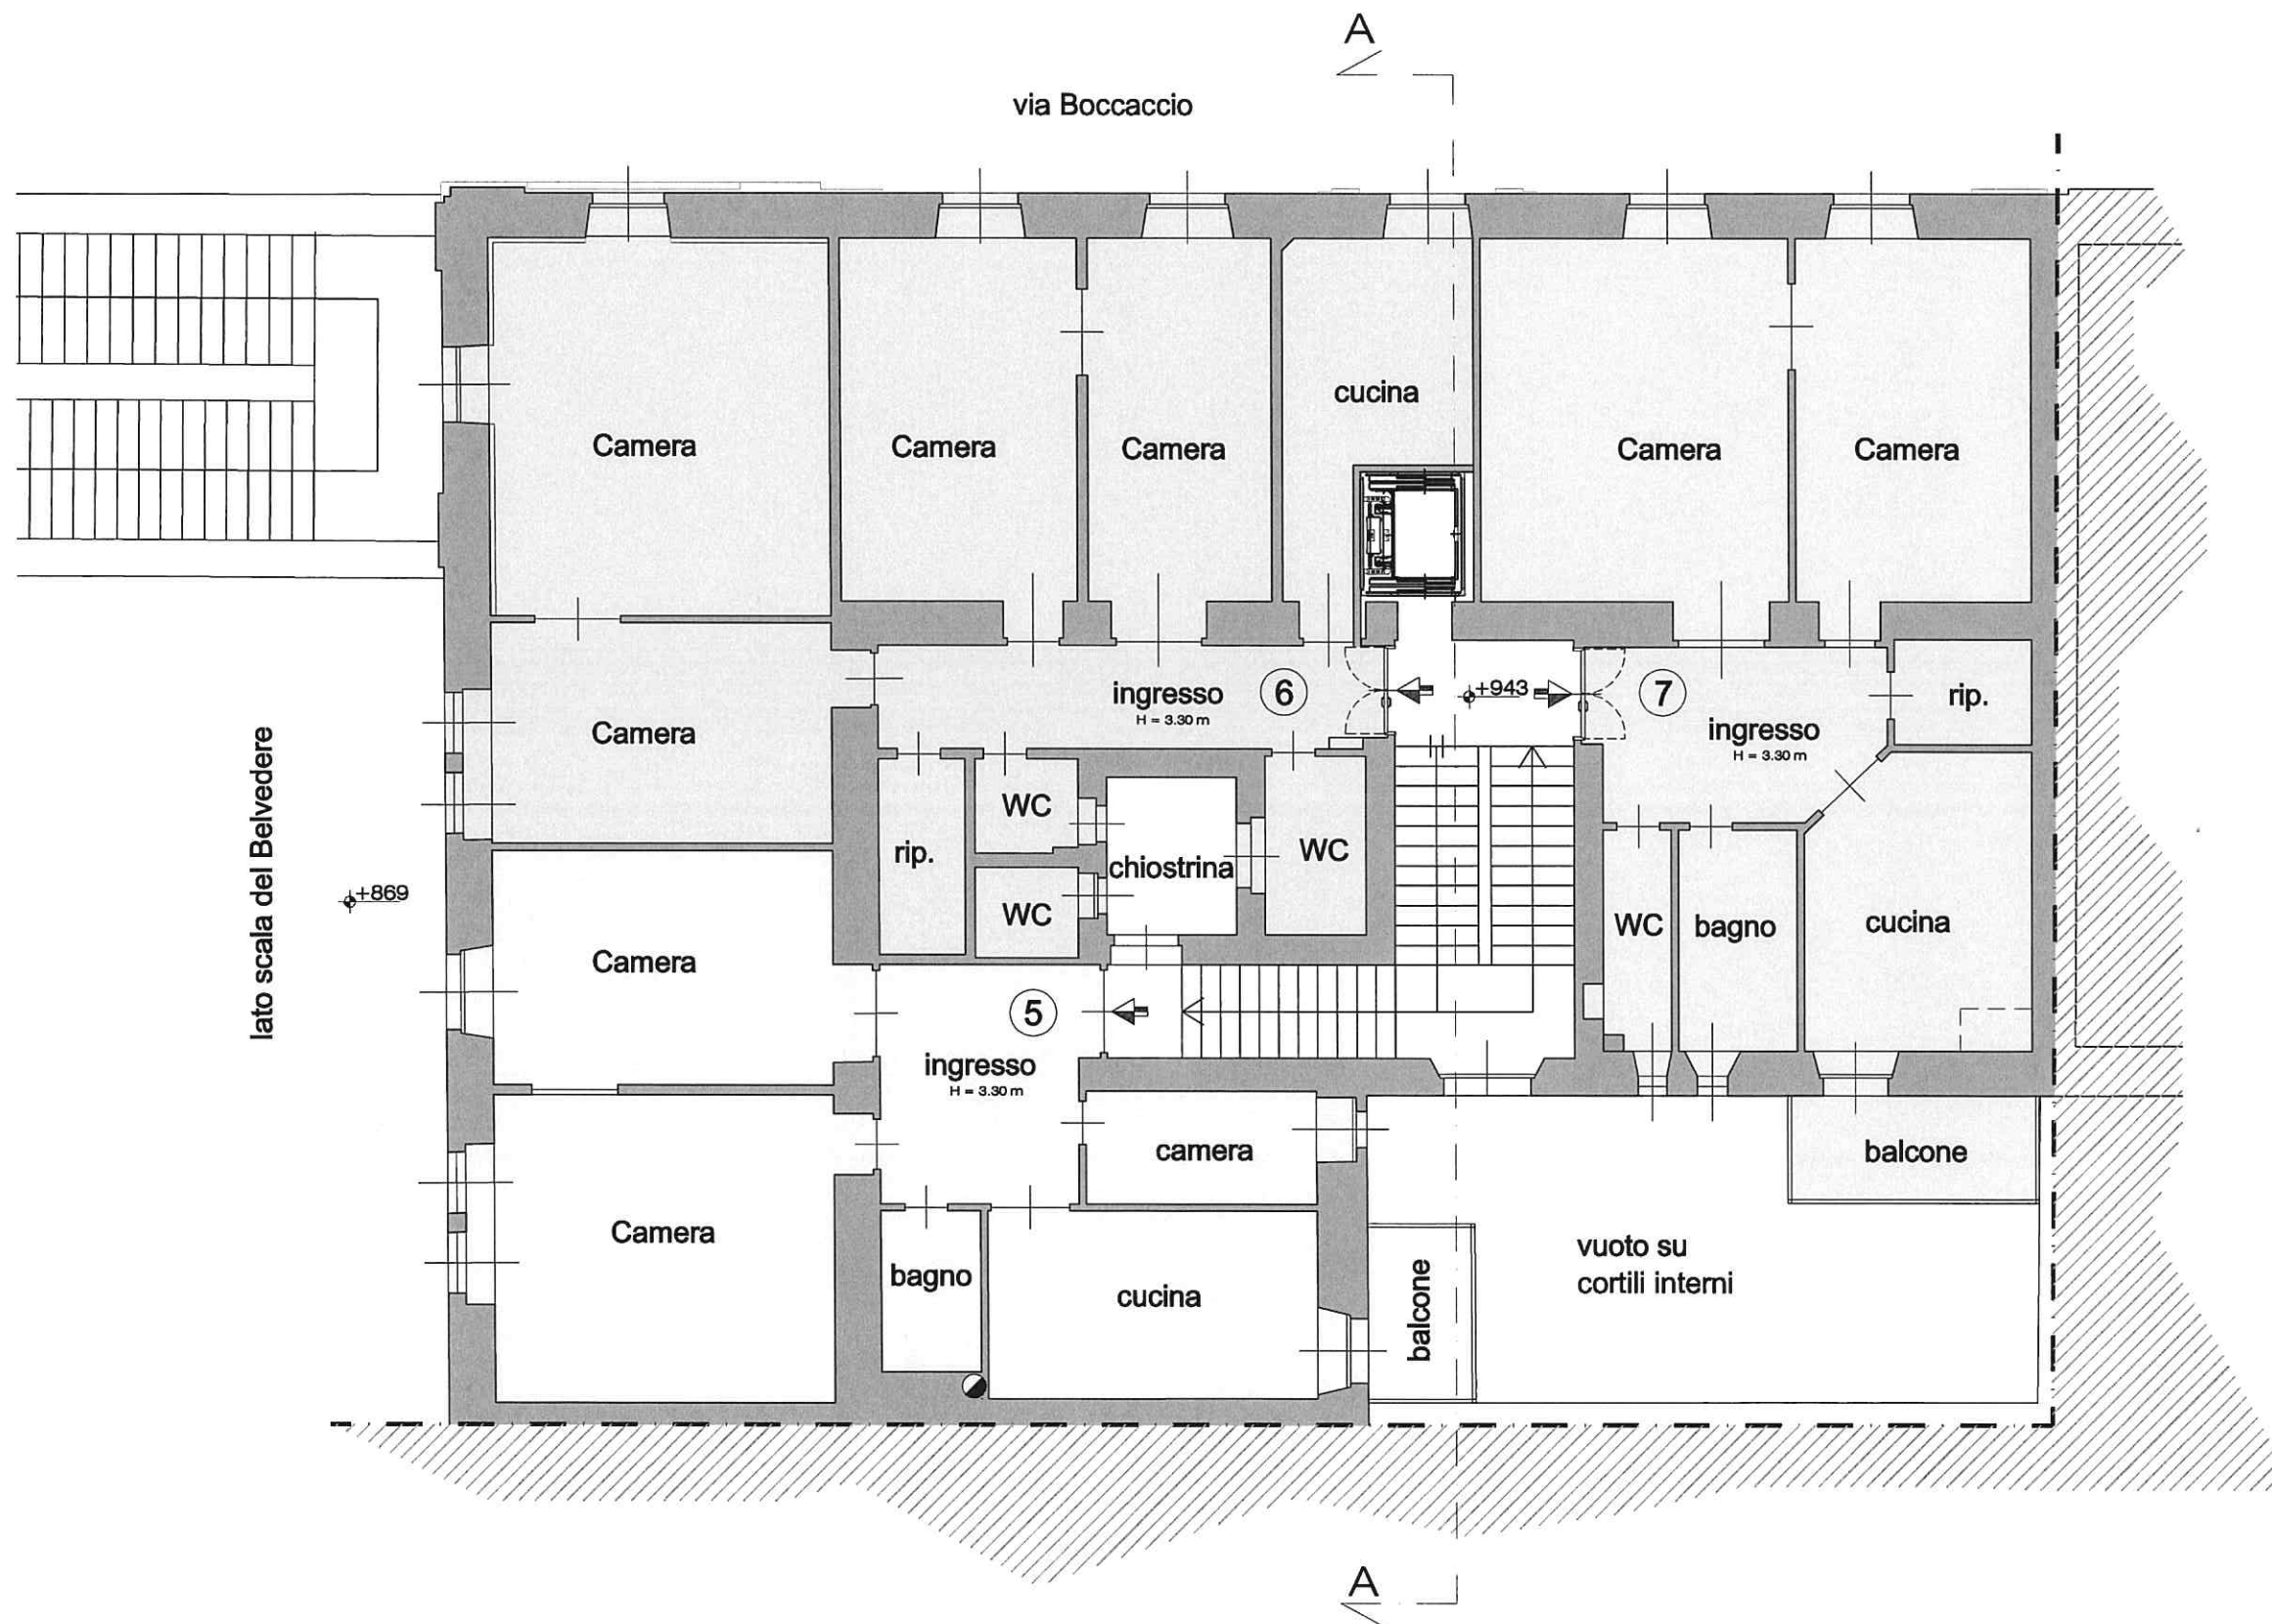 A
via Boccaccio
cucina
Camera
Camera
Camera
Camera
Camera
ingresso
6
H = 3.30 m
+943
7
ingresso
H = 3.30 m
rip.
Camera
WC
rip.
chiostrina
WC
WC
lato scala del Belvedere
+869
WC
bagno
cucina
Camera
5
ingresso
H = 3.30 m
camera
balcone
Camera
bagno
cucina
balcone
vuoto su
cortili interni
A